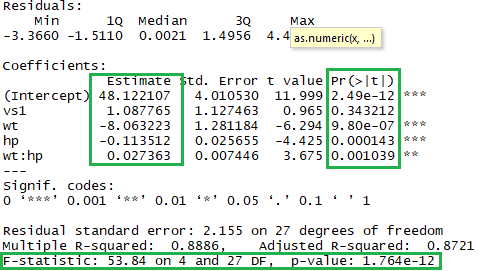 Residuals:
Min 1Q Median 3Q Max
-3.3660 -1.5110 0.0021 1.4956 4.4
as.numeric(x, ...)
Coefficients:
Estimate Std. Error t value Pr(>|t|)
(Intercept) 48.122107 4.010530 11.999 2.49e-12 ***
vs1 1.087765 1.127463 0.965 0.343212
wt -8.063223 1.281184 -6.294 9.80e-07 ***
hp -0.113512 0.025655 -4.425 0.000143 ***
wt:hp 0.027363 0.007446 3.675 0.001039 **
---
Signif. codes:
0 ‘***’ 0.001 ‘**’ 0.01 ‘*’ 0.05 ‘.’ 0.1 ‘ ’ 1
Residual standard error: 2.155 on 27 degrees of freedom
Multiple R-squared: 0.8886, Adjusted R-squared: 0.8721
F-statistic: 53.84 on 4 and 27 DF, p-value: 1.764e-12